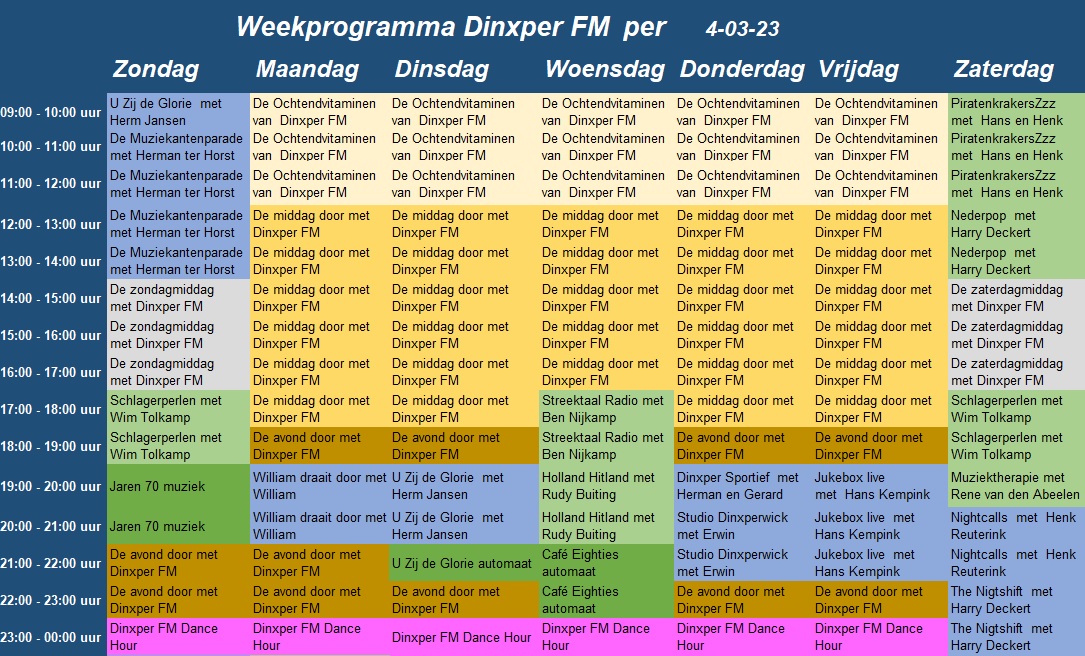 Weekprogramma Dinxper FM per 4-03-23
Zondag Maandag Dinsdag Woensdag Donderdag Vrijdag Zaterdag
09:00 - 10:00 uur
U Zij de Glorie met
Herm Jansen
De Ochtendvitaminen
van Dinxper FM
De Ochtendvitaminen
van Dinxper FM
De Ochtendvitaminen
van Dinxper FM
De Ochtendvitaminen
van Dinxper FM
De Ochtendvitaminen
van Dinxper FM
PiratenkrakersZzz
met Hans en Henk
10:00 - 11:00 uur
De Muziekantenparade
met Herman ter Horst
De Ochtendvitaminen
van Dinxper FM
De Ochtendvitaminen
van Dinxper FM
De Ochtendvitaminen
van Dinxper FM
De Ochtendvitaminen
van Dinxper FM
De Ochtendvitaminen
van Dinxper FM
PiratenkrakersZzz
met Hans en Henk
11:00 - 12:00 uur
De Muziekantenparade
met Herman ter Horst
De Ochtendvitaminen
van Dinxper FM
De Ochtendvitaminen
van Dinxper FM
De Ochtendvitaminen
van Dinxper FM
De Ochtendvitaminen
van Dinxper FM
De Ochtendvitaminen
van Dinxper FM
PiratenkrakersZzz
met Hans en Henk
12:00 - 13:00 uur
De Muziekantenparade
met Herman ter Horst
De middag door met
Dinxper FM
De middag door met
Dinxper FM
De middag door met
Dinxper FM
De middag door met
Dinxper FM
De middag door met
Dinxper FM
Nederpop met
Harry Deckert
13:00 - 14:00 uur
De Muziekantenparade
met Herman ter Horst
De middag door met
Dinxper FM
De middag door met
Dinxper FM
De middag door met
Dinxper FM
De middag door met
Dinxper FM
De middag door met
Dinxper FM
Nederpop met
Harry Deckert
14:00 - 15:00 uur
De zondagmiddag
met Dinxper FM
De middag door met
Dinxper FM
De middag door met
Dinxper FM
De middag door met
Dinxper FM
De middag door met
Dinxper FM
De middag door met
Dinxper FM
De zaterdagmiddag
met Dinxper FM
15:00 - 16:00 uur
De zondagmiddag
met Dinxper FM
De middag door met
Dinxper FM
De middag door met
Dinxper FM
De middag door met
Dinxper FM
De middag door met
Dinxper FM
De middag door met
Dinxper FM
De zaterdagmiddag
met Dinxper FM
16:00 - 17:00 uur
De zondagmiddag
met Dinxper FM
De middag door met
Dinxper FM
De middag door met
Dinxper FM
De middag door met
Dinxper FM
De middag door met
Dinxper FM
De middag door met
Dinxper FM
De zaterdagmiddag
met Dinxper FM
17:00 - 18:00 uur
Schlagerperlen met
Wim Tolkamp
De middag door met
Dinxper FM
De middag door met
Dinxper FM
Streektaal Radio met
Ben Nijkamp
De middag door met
Dinxper FM
De middag door met
Dinxper FM
Schlagerperlen met
Wim Tolkamp
18:00 - 19:00 uur
Schlagerperlen met
Wim Tolkamp
De avond door met
Dinxper FM
De avond door met
Dinxper FM
Streektaal Radio met
Ben Nijkamp
De avond door met
Dinxper FM
De avond door met
Dinxper FM
Schlagerperlen met
Wim Tolkamp
19:00 - 20:00 uur
Jaren 70 muziek
William draait door met
William
U Zij de Glorie met
Herm Jansen
Holland Hitland met
Rudy Buiting
Dinxper Sportief met
Herman en Gerard
Jukebox live
met Hans Kempink
Muziektherapie met
Rene van den Abeelen
20:00 - 21:00 uur
Jaren 70 muziek
William draait door met
William
U Zij de Glorie met
Herm Jansen
Holland Hitland met
Rudy Buiting
Studio Dinxperwick
met Erwin
Jukebox live met
Hans Kempink
Nightcalls met Henk
Reuterink
21:00 - 22:00 uur
De avond door met
Dinxper FM
De avond door met
Dinxper FM
U Zij de Glorie automaat
Café Eighties
automaat
Studio Dinxperwick
met Erwin
Jukebox live met
Hans Kempink
Nightcalls met Henk
Reuterink
22:00 - 23:00 uur
De avond door met
Dinxper FM
De avond door met
Dinxper FM
De avond door met
Dinxper FM
Café Eighties
automaat
De avond door met
Dinxper FM
De avond door met
Dinxper FM
The Nigtshift met
Harry Deckert
23:00 - 00:00 uur
Dinxper FM Dance
Hour
Dinxper FM Dance
Hour
Dinxper FM Dance Hour
Dinxper FM Dance
Hour
Dinxper FM Dance
Hour
Dinxper FM Dance
Hour
The Nigtshift met
Harry Deckert